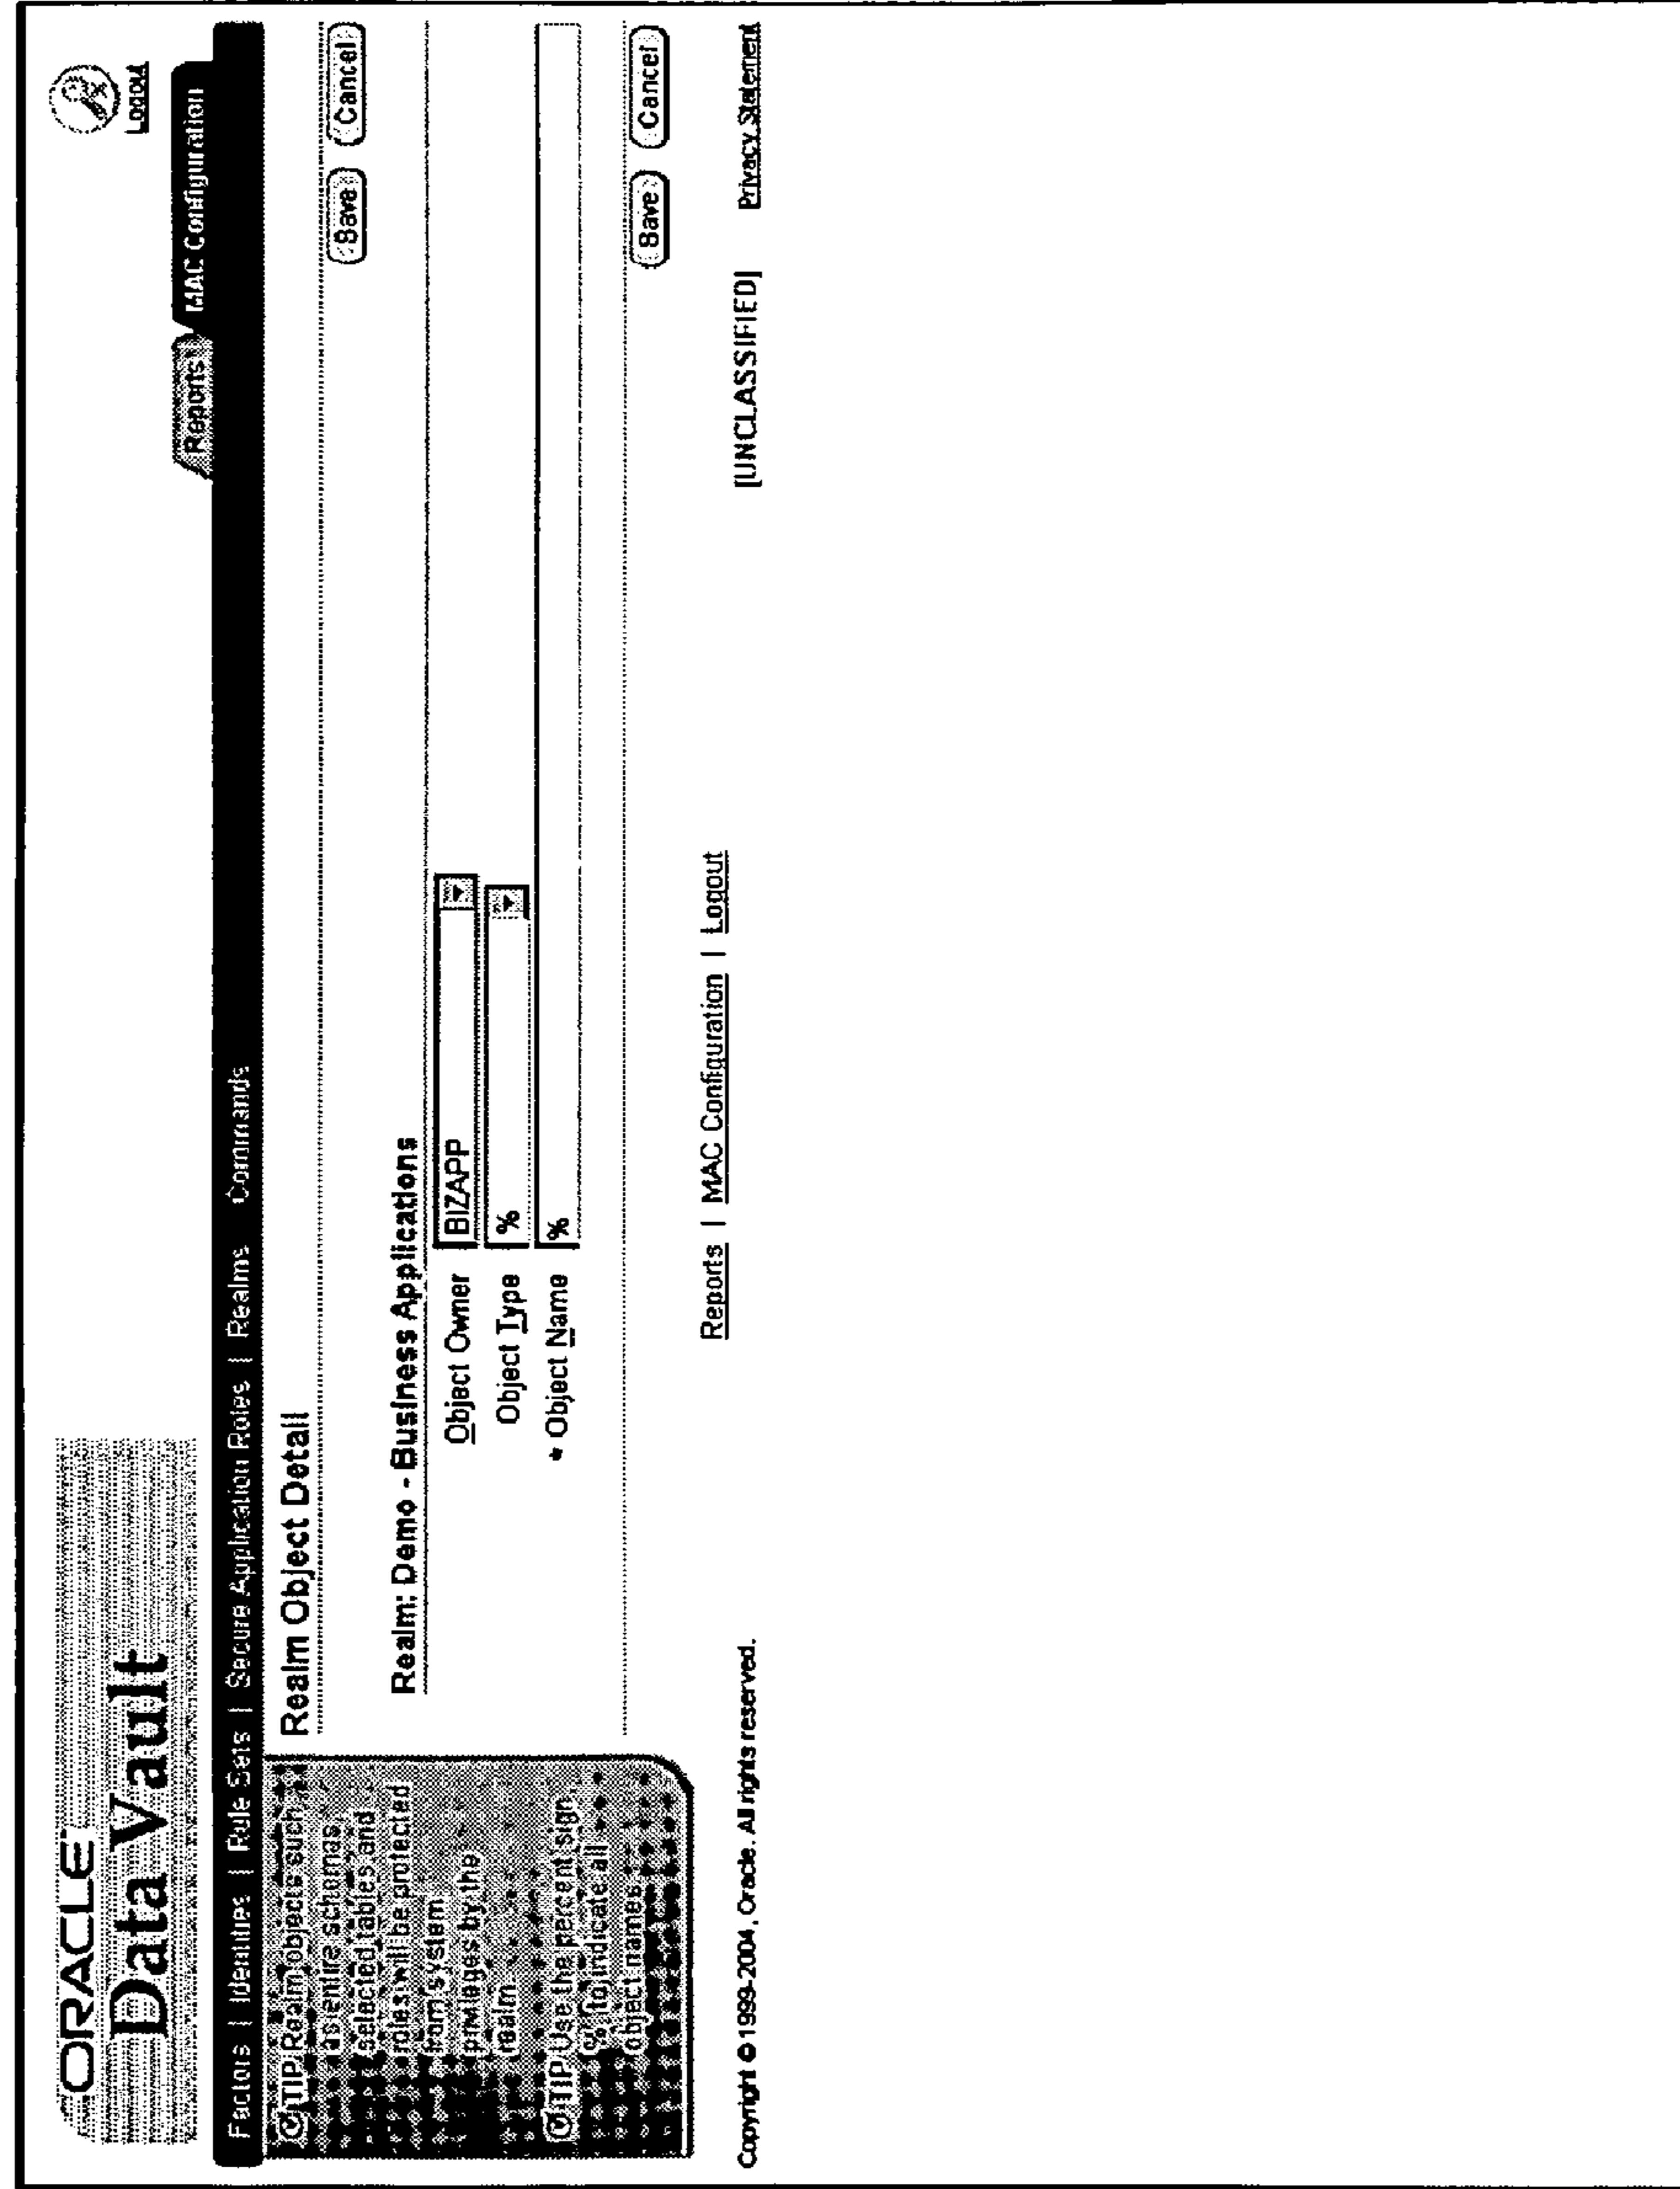 ORACLE
Data Vault
Logout
Reports MAC Configuration
Factors | Identities | Rule Sets | Secure Application Roles | Realms Commands
TIP Realm objects such
as entire schemas,
selected tables and
roles will be protected
from system
privileges by the
realm
TIP Use the percent sign
% to indicate all
object names
Realm Object Detail
Save Cancel
Realm: Demo - Business Applications
Object Owner BIZAPP
Object Type %
* Object Name %
Save Cancel
Reports | MAC Configuration | Logout
Copyright © 1999-2004, Oracle. All rights reserved.
[UNCLASSIFIED]
Privacy Statement